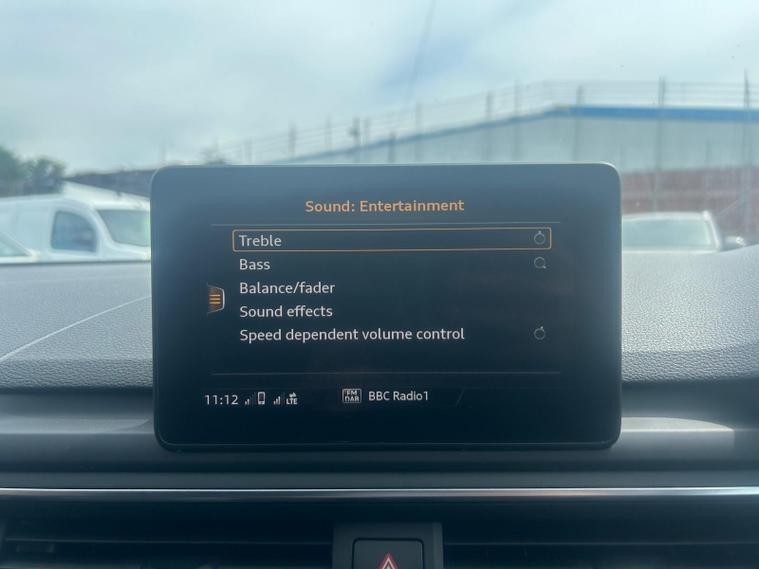 Sound: Entertainment
Treble
Bass
Balance/fader
Sound effects
Speed dependent volume control
11:12 LTE FM DAB BBC Radio1